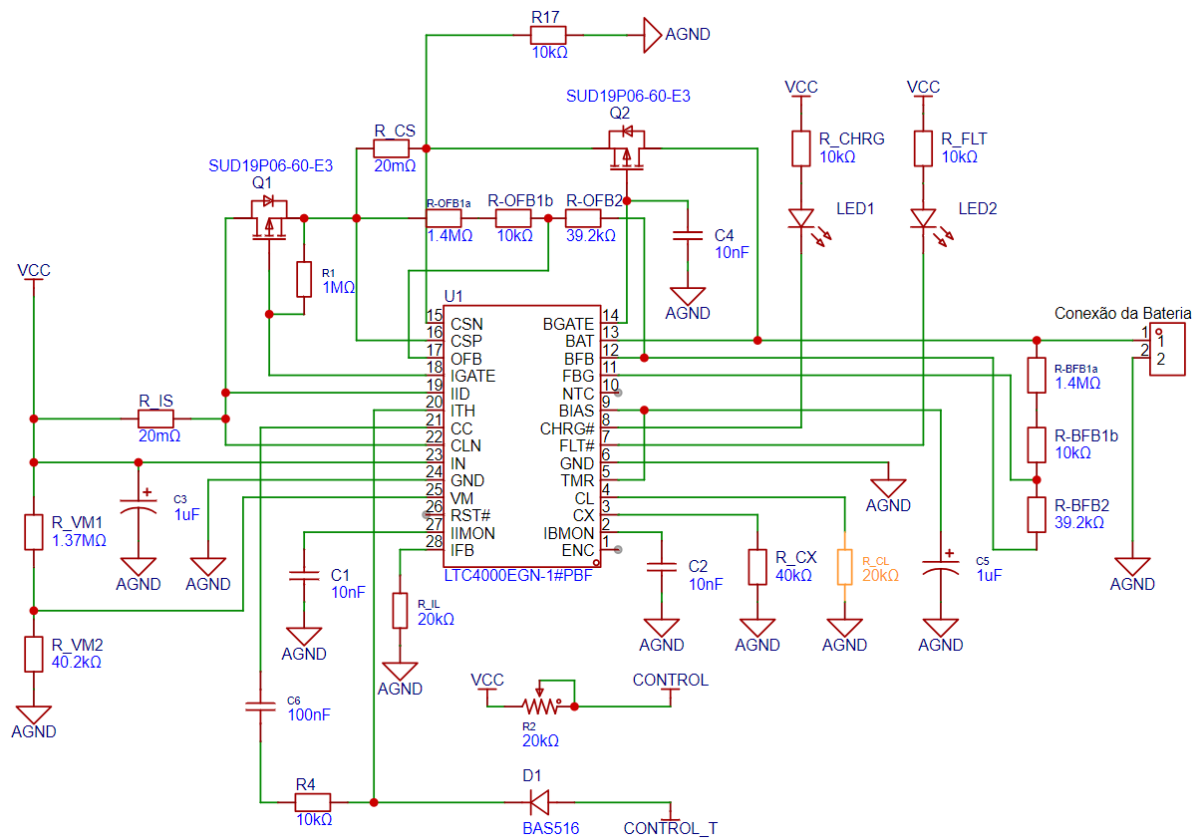 R17
10kΩ
AGND
SUD19P06-60-E3
Q2
VCC
VCC
R_CS
20mΩ
R_CHRG
10kΩ
R_FLT
10kΩ
SUD19P06-60-E3
Q1
R-OFB1a
1.4MΩ
R-OFB1b
10kΩ
R-OFB2
39.2kΩ
LED1
LED2
C4
10nF
AGND
R1
1MΩ
VCC
U1
Conexão da Bateria
15 CSN BGATE 14
16 CSP BAT 13
17 OFB BFB 12
18 IGATE FBG 11
19 IID NTC 10
20 ITH BIAS 9
21 CC CHRG# 8
22 CLN FLT# 7
23 IN GND 6
24 GND TMR 5
25 VM CL 4
26 RST# CX 3
27 IIMON IBMON 2
28 IFB ENC 1
LTC4000EGN-1#PBF
1 1
2 2
R-BFB1a
1.4MΩ
R-BFB1b
10kΩ
R-BFB2
39.2kΩ
AGND
R_IS
20mΩ
C3
1uF
AGND
AGND
R_VM1
1.37MΩ
R_VM2
40.2kΩ
AGND
C1
10nF
AGND
R_IL
20kΩ
AGND
AGND
C2
10nF
AGND
R_CX
40kΩ
AGND
R_CL
20kΩ
AGND
C5
1uF
AGND
C6
100nF
VCC
R2
20kΩ
CONTROL
R4
10kΩ
D1
BAS516
CONTROL_T